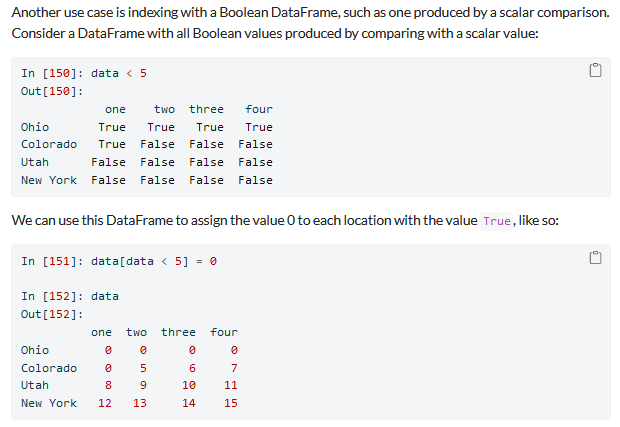 Another use case is indexing with a Boolean DataFrame, such as one produced by a scalar comparison.
Consider a DataFrame with all Boolean values produced by comparing with a scalar value:
In [150]: data < 5
Out[150]:
            one    two  three   four
Ohio       True   True   True   True
Colorado   True  False  False  False
Utah      False  False  False  False
New York  False  False  False  False
We can use this DataFrame to assign the value 0 to each location with the value True, like so:
In [151]: data[data < 5] = 0
In [152]: data
Out[152]:
          one  two  three  four
Ohio        0    0      0     0
Colorado    0    5      6     7
Utah        8    9     10    11
New York   12   13     14    15